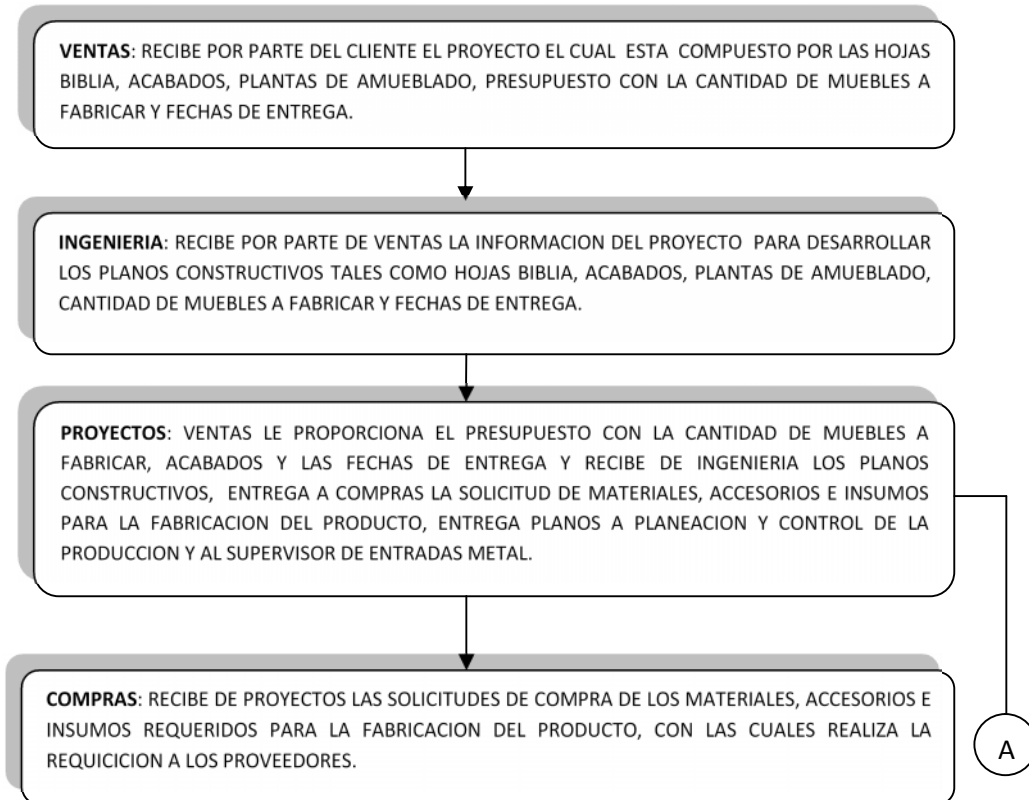 VENTAS: RECIBE POR PARTE DEL CLIENTE EL PROYECTO EL CUAL ESTA COMPUESTO POR LAS HOJAS
BIBLIA, ACABADOS, PLANTAS DE AMUEBLADO, PRESUPUESTO CON LA CANTIDAD DE MUEBLES A
FABRICAR Y FECHAS DE ENTREGA.
INGENIERIA: RECIBE POR PARTE DE VENTAS LA INFORMACION DEL PROYECTO PARA DESARROLLAR
LOS PLANOS CONSTRUCTIVOS TALES COMO HOJAS BIBLIA, ACABADOS, PLANTAS DE AMUEBLADO,
CANTIDAD DE MUEBLES A FABRICAR Y FECHAS DE ENTREGA.
PROYECTOS: VENTAS LE PROPORCIONA EL PRESUPUESTO CON LA CANTIDAD DE MUEBLES A
FABRICAR, ACABADOS Y LAS FECHAS DE ENTREGA Y RECIBE DE INGENIERIA LOS PLANOS
CONSTRUCTIVOS, ENTREGA A COMPRAS LA SOLICITUD DE MATERIALES, ACCESORIOS E INSUMOS
PARA LA FABRICACION DEL PRODUCTO, ENTREGA PLANOS A PLANEACION Y CONTROL DE LA
PRODUCCION Y AL SUPERVISOR DE ENTRADAS METAL.
COMPRAS: RECIBE DE PROYECTOS LAS SOLICITUDES DE COMPRA DE LOS MATERIALES, ACCESORIOS E
INSUMOS REQUERIDOS PARA LA FABRICACION DEL PRODUCTO, CON LAS CUALES REALIZA LA
REQUICICION A LOS PROVEEDORES.
A